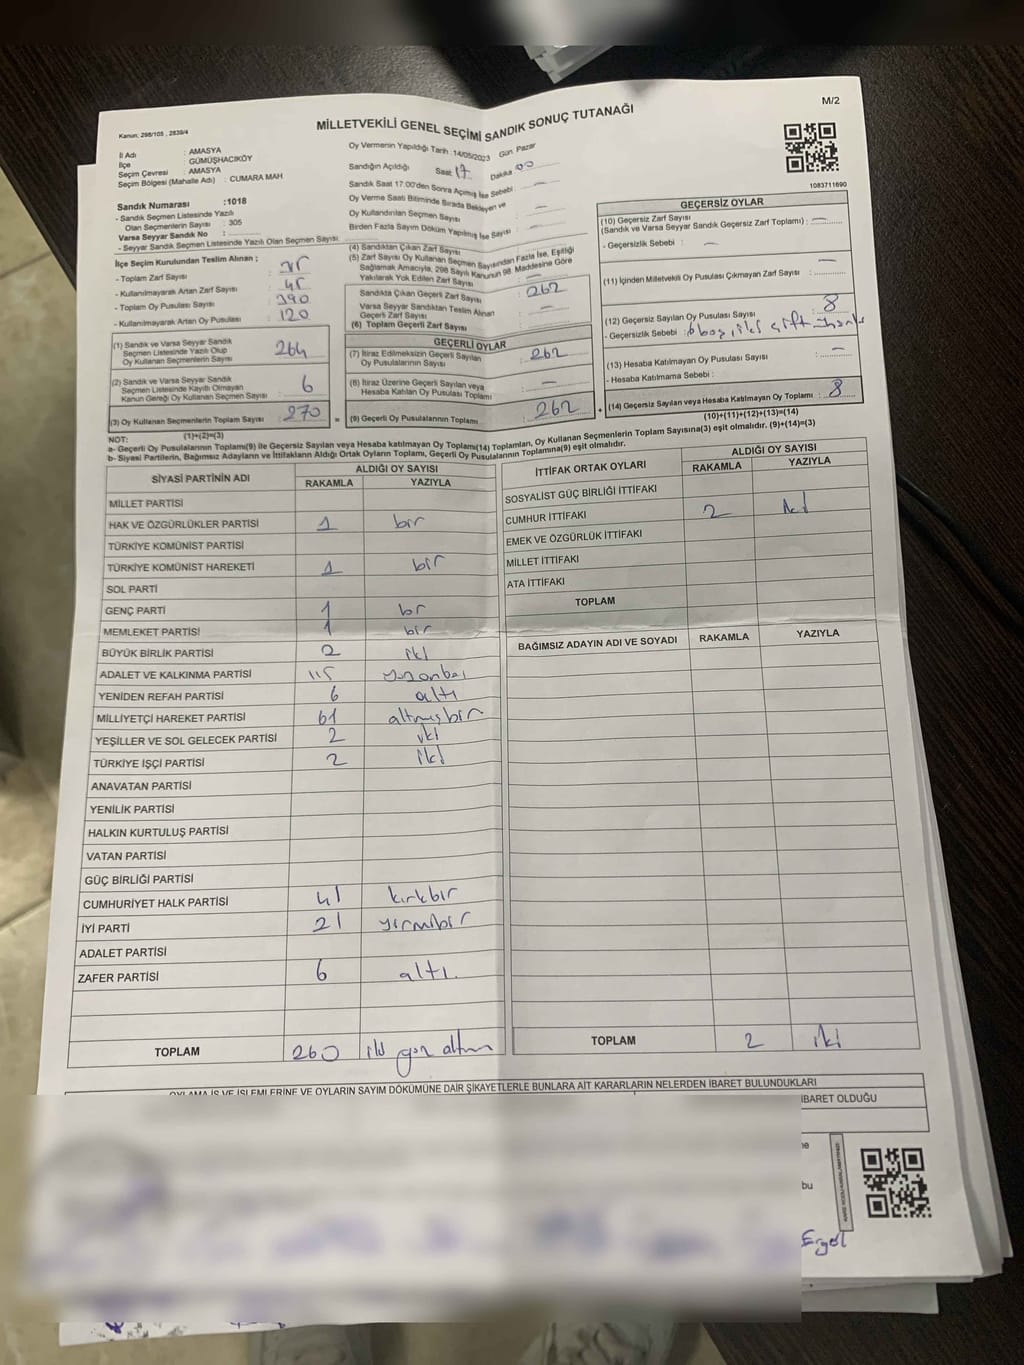 M/2
Kanun: 298/105 , 2839/4
MİLLETVEKİLİ GENEL SEÇİMİ SANDIK SONUÇ TUTANAĞI
İl Adı : AMASYA
İlçe : GÜMÜŞHACIKÖY
Seçim Çevresi : AMASYA
Seçim Bölgesi (Mahalle Adı) : CUMARA MAH
Sandık Numarası :1018
- Sandık Seçmen Listesinde Yazılı
Olan Seçmenlerin Sayısı : 305
Varsa Seyyar Sandık No :
- Seyyar Sandık Seçmen Listesinde Yazılı Olan Seçmen Sayısı:
İlçe Seçim Kurulundan Teslim Alınan ;
- Toplam Zarf Sayısı :
- Kullanılmayarak Artan Zarf Sayısı : 45
- Toplam Oy Pusulası Sayısı : 390
- Kullanılmayarak Artan Oy Pusulası : 120
(1) Sandık ve Varsa Seyyar Sandık
Seçmen Listesinde Yazılı Olup
Oy Kullanan Seçmenlerin Sayısı : 264
(2) Sandık ve Varsa Seyyar Sandık
Seçmen Listesinde Kayıtlı Olmayan
Kanun Gereği Oy Kullanan Seçmen Sayısı : 6
(3) Oy Kullanan Seçmenlerin Toplam Sayısı : 270 =
(1)+(2)=(3)
Oy Vermenin Yapıldığı Tarih :14/05/2023 Gün Pazar
Sandığın Açıldığı Saat 17 Dakika 00
Sandık Saat 17:00'den Sonra Açılmış İse Sebebi : —
Oy Verme Saati Bitiminde Sırada Bekleyen ve
Oy Kullandırılan Seçmen Sayısı : —
Birden Fazla Sayım Döküm Yapılmış İse Sayısı : —
(4) Sandıktan Çıkan Zarf Sayısı
(5) Zarf Sayısı Oy Kullanan Seçmen Sayısından Fazla İse, Eşitliği
Sağlamak Amacıyla, 298 Sayılı Kanunun 98. Maddesine Göre
Yakılarak Yok Edilen Zarf Sayısı : —
Sandıkta Çıkan Geçerli Zarf Sayısı : 262
Varsa Seyyar Sandıktan Teslim Alınan
Geçerli Zarf Sayısı :
(6) Toplam Geçerli Zarf Sayısı :
GEÇERLİ OYLAR
(7) İtiraz Edilmeksizin Geçerli Sayılan
Oy Pusulalarının Sayısı : 262
(8) İtiraz Üzerine Geçerli Sayılan veya
Hesaba Katılan Oy Pusulası Toplamı : —
(9) Geçerli Oy Pusulalarının Toplamı : 262 +
1083711690
GEÇERSİZ OYLAR
(10) Geçersiz Zarf Sayısı
(Sandık ve Varsa Seyyar Sandık Geçersiz Zarf Toplamı) : —
- Geçersizlik Sebebi : —
(11) İçinden Milletvekili Oy Pusulası Çıkmayan Zarf Sayısı : —
(12) Geçersiz Sayılan Oy Pusulası Sayısı : 8
- Geçersizlik Sebebi : 6 boş, iki çift
(13) Hesaba Katılmayan Oy Pusulası Sayısı : —
- Hesaba Katılmama Sebebi :
(14) Geçersiz Sayılan veya Hesaba Katılmayan Oy Toplamı : 8
(10)+(11)+(12)+(13)=(14)
NOT:
a- Geçerli Oy Pusulasının Toplamı(9) ile Geçersiz Sayılan veya Hesaba katılmayan Oy Toplamı(14) Toplamları, Oy Kullanan Seçmenlerin Toplam Sayısına(3) eşit olmalıdır. (9)+(14)=(3)
b- Siyasi Partilerin, Bağımsız Adayların ve İttifakların Aldığı Ortak Oyların Toplamı, Geçerli Oy Pusulalarının Toplamına(9) eşit olmalıdır.
SİYASİ PARTİNİN ADI ALDIĞI OY SAYISI
RAKAMLA YAZIYLA
MİLLET PARTİSİ
HAK VE ÖZGÜRLÜKLER PARTİSİ 1 bir
TÜRKİYE KOMÜNİST PARTİSİ
TÜRKİYE KOMÜNİST HAREKETİ 1 bir
SOL PARTİ
GENÇ PARTİ 1 br
MEMLEKET PARTİSİ 1 bir
BÜYÜK BİRLİK PARTİSİ 2 iki
ADALET VE KALKINMA PARTİSİ 115 yüzonbeş
YENİDEN REFAH PARTİSİ 6 altı
MİLLİYETÇİ HAREKET PARTİSİ 61 altmışbir
YEŞİLLER VE SOL GELECEK PARTİSİ 2 iki
TÜRKİYE İŞÇİ PARTİSİ 2 iki
ANAVATAN PARTİSİ
YENİLİK PARTİSİ
HALKIN KURTULUŞ PARTİSİ
VATAN PARTİSİ
GÜÇ BİRLİĞİ PARTİSİ
CUMHURİYET HALK PARTİSİ 41 kırkbir
İYİ PARTİ 21 yirmibir
ADALET PARTİSİ
ZAFER PARTİSİ 6 altı.
TOPLAM 260
İTTİFAK ORTAK OYLARI ALDIĞI OY SAYISI
RAKAMLA YAZIYLA
SOSYALİST GÜÇ BİRLİĞİ İTTİFAKI
CUMHUR İTTİFAKI 2 iki
EMEK VE ÖZGÜRLÜK İTTİFAKI
MİLLET İTTİFAKI
ATA İTTİFAKI
TOPLAM
BAĞIMSIZ ADAYIN ADI VE SOYADI RAKAMLA YAZIYLA
TOPLAM 2 iki
OYLAMA İŞ VE İŞLEMLERİNE VE OYLARIN SAYIM DÖKÜMÜNE DAİR ŞİKAYETLERLE BUNLARA AİT KARARLARIN NELERDEN İBARET BULUNDUKLARI
İBARET OLDUĞU
bu